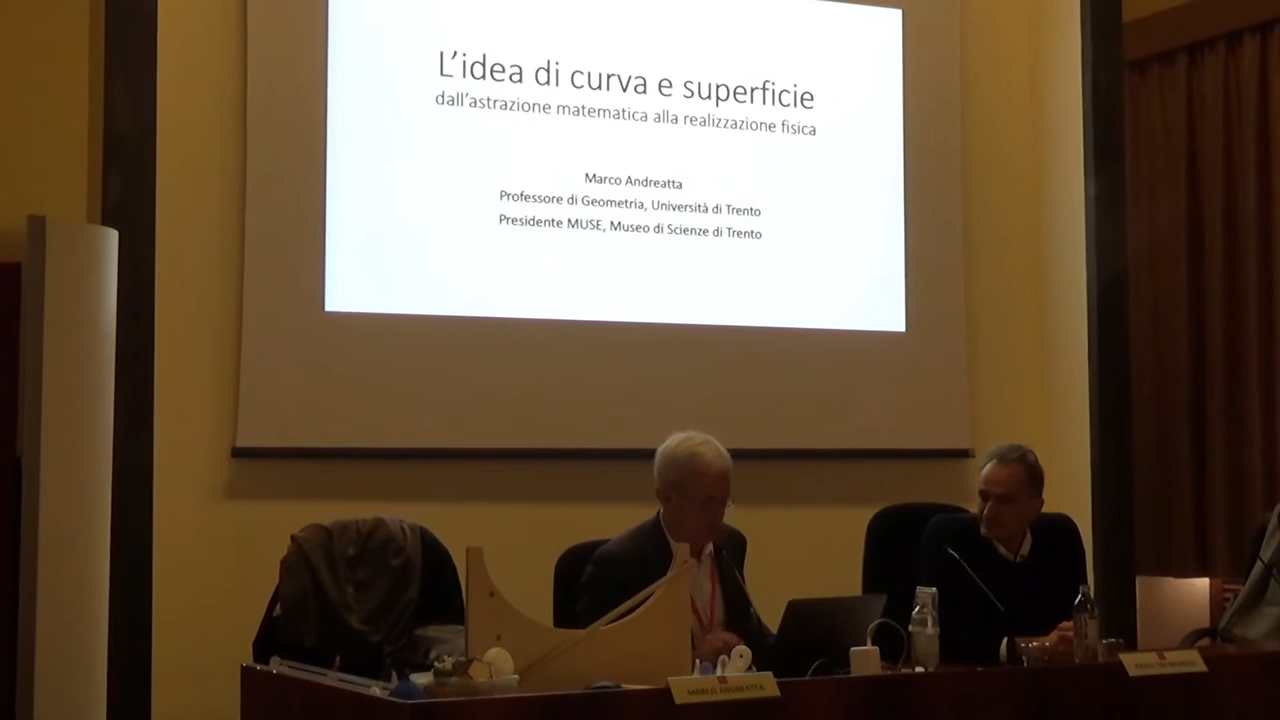 L'idea di curva e superficie
dall'astrazione matematica alla realizzazione fisica
Marco Andreatta
Professore di Geometria, Università di Trento
Presidente MUSE, Museo di Scienze di Trento
MARCO ANDREATTA